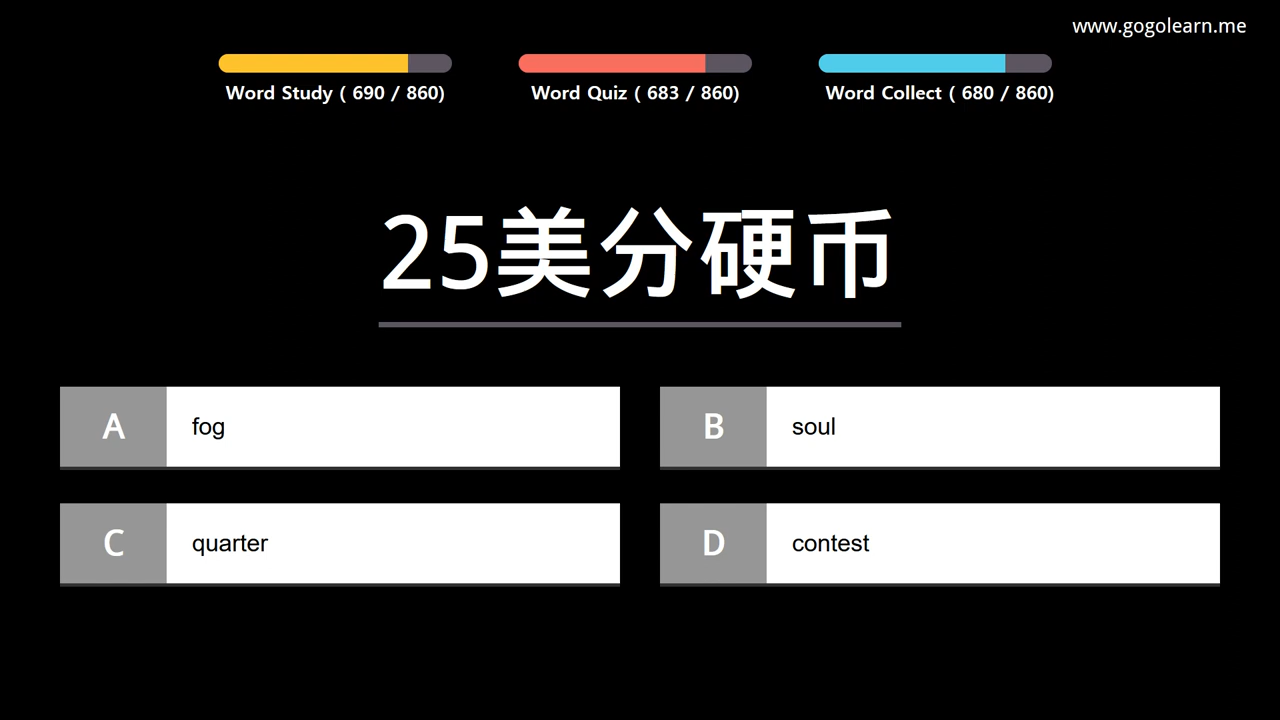 www.gogolearn.me
Word Study ( 690 / 860)
Word Quiz ( 683 / 860)
Word Collect ( 680 / 860)
25美分硬币
A fog
B soul
C quarter
D contest